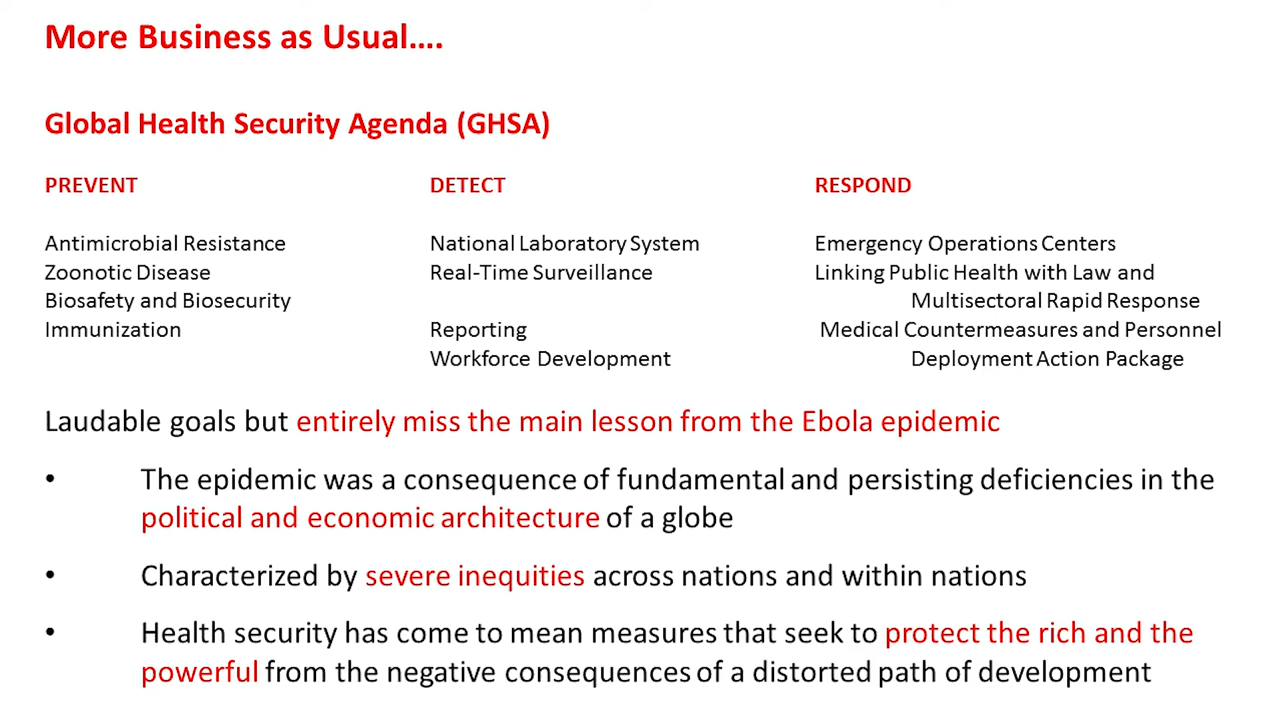 More Business as Usual....
Global Health Security Agenda (GHSA)
PREVENT
Antimicrobial Resistance
Zoonotic Disease
Biosafety and Biosecurity
Immunization
DETECT
National Laboratory System
Real-Time Surveillance
Reporting
Workforce Development
RESPOND
Emergency Operations Centers
Linking Public Health with Law and
Multisectoral Rapid Response
Medical Countermeasures and Personnel
Deployment Action Package
Laudable goals but entirely miss the main lesson from the Ebola epidemic
• The epidemic was a consequence of fundamental and persisting deficiencies in the
political and economic architecture of a globe
• Characterized by severe inequities across nations and within nations
• Health security has come to mean measures that seek to protect the rich and the
powerful from the negative consequences of a distorted path of development